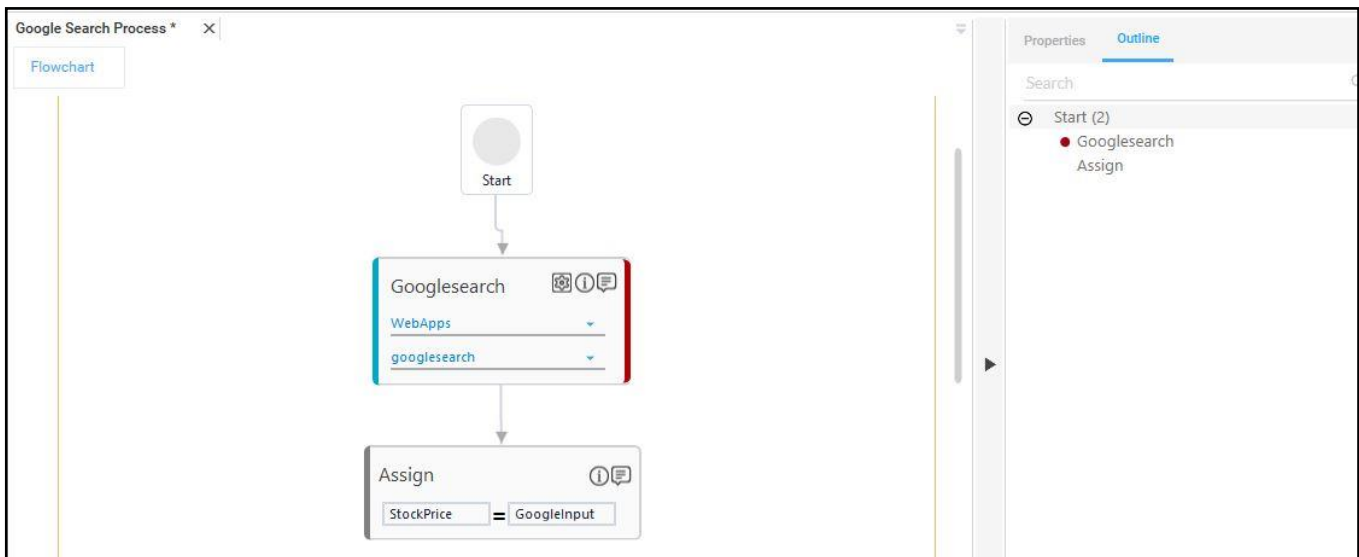 Google Search Process * X
Flowchart
Start
Googlesearch
WebApps
googlesearch
Assign
StockPrice = GoogleInput
Properties Outline
Search
Start (2)
Googlesearch
Assign